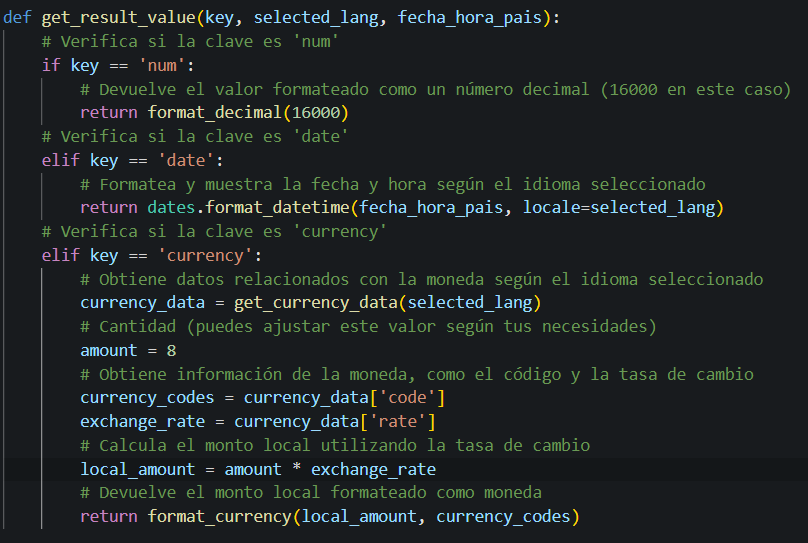 def get_result_value(key, selected_lang, fecha_hora_pais):
    # Verifica si la clave es 'num'
    if key == 'num':
        # Devuelve el valor formateado como un número decimal (16000 en este caso)
        return format_decimal(16000)
    # Verifica si la clave es 'date'
    elif key == 'date':
        # Formatea y muestra la fecha y hora según el idioma seleccionado
        return dates.format_datetime(fecha_hora_pais, locale=selected_lang)
    # Verifica si la clave es 'currency'
    elif key == 'currency':
        # Obtiene datos relacionados con la moneda según el idioma seleccionado
        currency_data = get_currency_data(selected_lang)
        # Cantidad (puedes ajustar este valor según tus necesidades)
        amount = 8
        # Obtiene información de la moneda, como el código y la tasa de cambio
        currency_codes = currency_data['code']
        exchange_rate = currency_data['rate']
        # Calcula el monto local utilizando la tasa de cambio
        local_amount = amount * exchange_rate
        # Devuelve el monto local formateado como moneda
        return format_currency(local_amount, currency_codes)